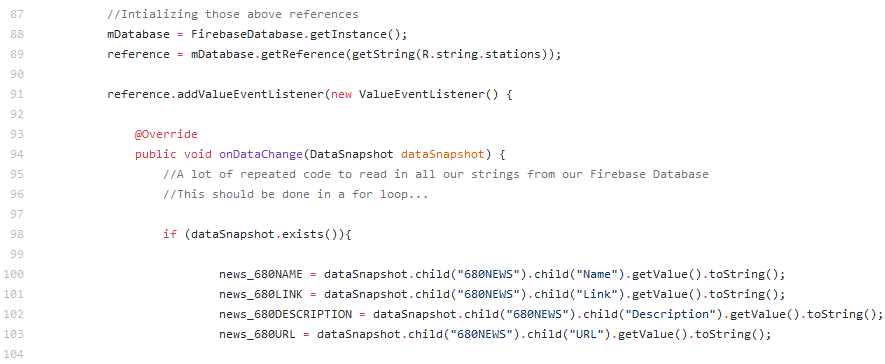 87 //Intializing those above references
88 mDatabase = FirebaseDatabase.getInstance();
89 reference = mDatabase.getReference(getString(R.string.stations));
90
91 reference.addValueEventListener(new ValueEventListener() {
92
93 @Override
94 public void onDataChange(DataSnapshot dataSnapshot) {
95 //A lot of repeated code to read in all our strings from our Firebase Database
96 //This should be done in a for loop...
97
98 if (dataSnapshot.exists()){
99
100 news_680NAME = dataSnapshot.child("680NEWS").child("Name").getValue().toString();
101 news_680LINK = dataSnapshot.child("680NEWS").child("Link").getValue().toString();
102 news_680DESCRIPTION = dataSnapshot.child("680NEWS").child("Description").getValue().toString();
103 news_680URL = dataSnapshot.child("680NEWS").child("URL").getValue().toString();
104